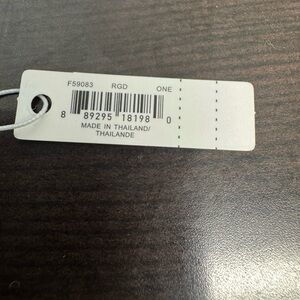 F59083 RGD ONE
8 89295 18198 0
MADE IN THAILAND/
THAILANDE